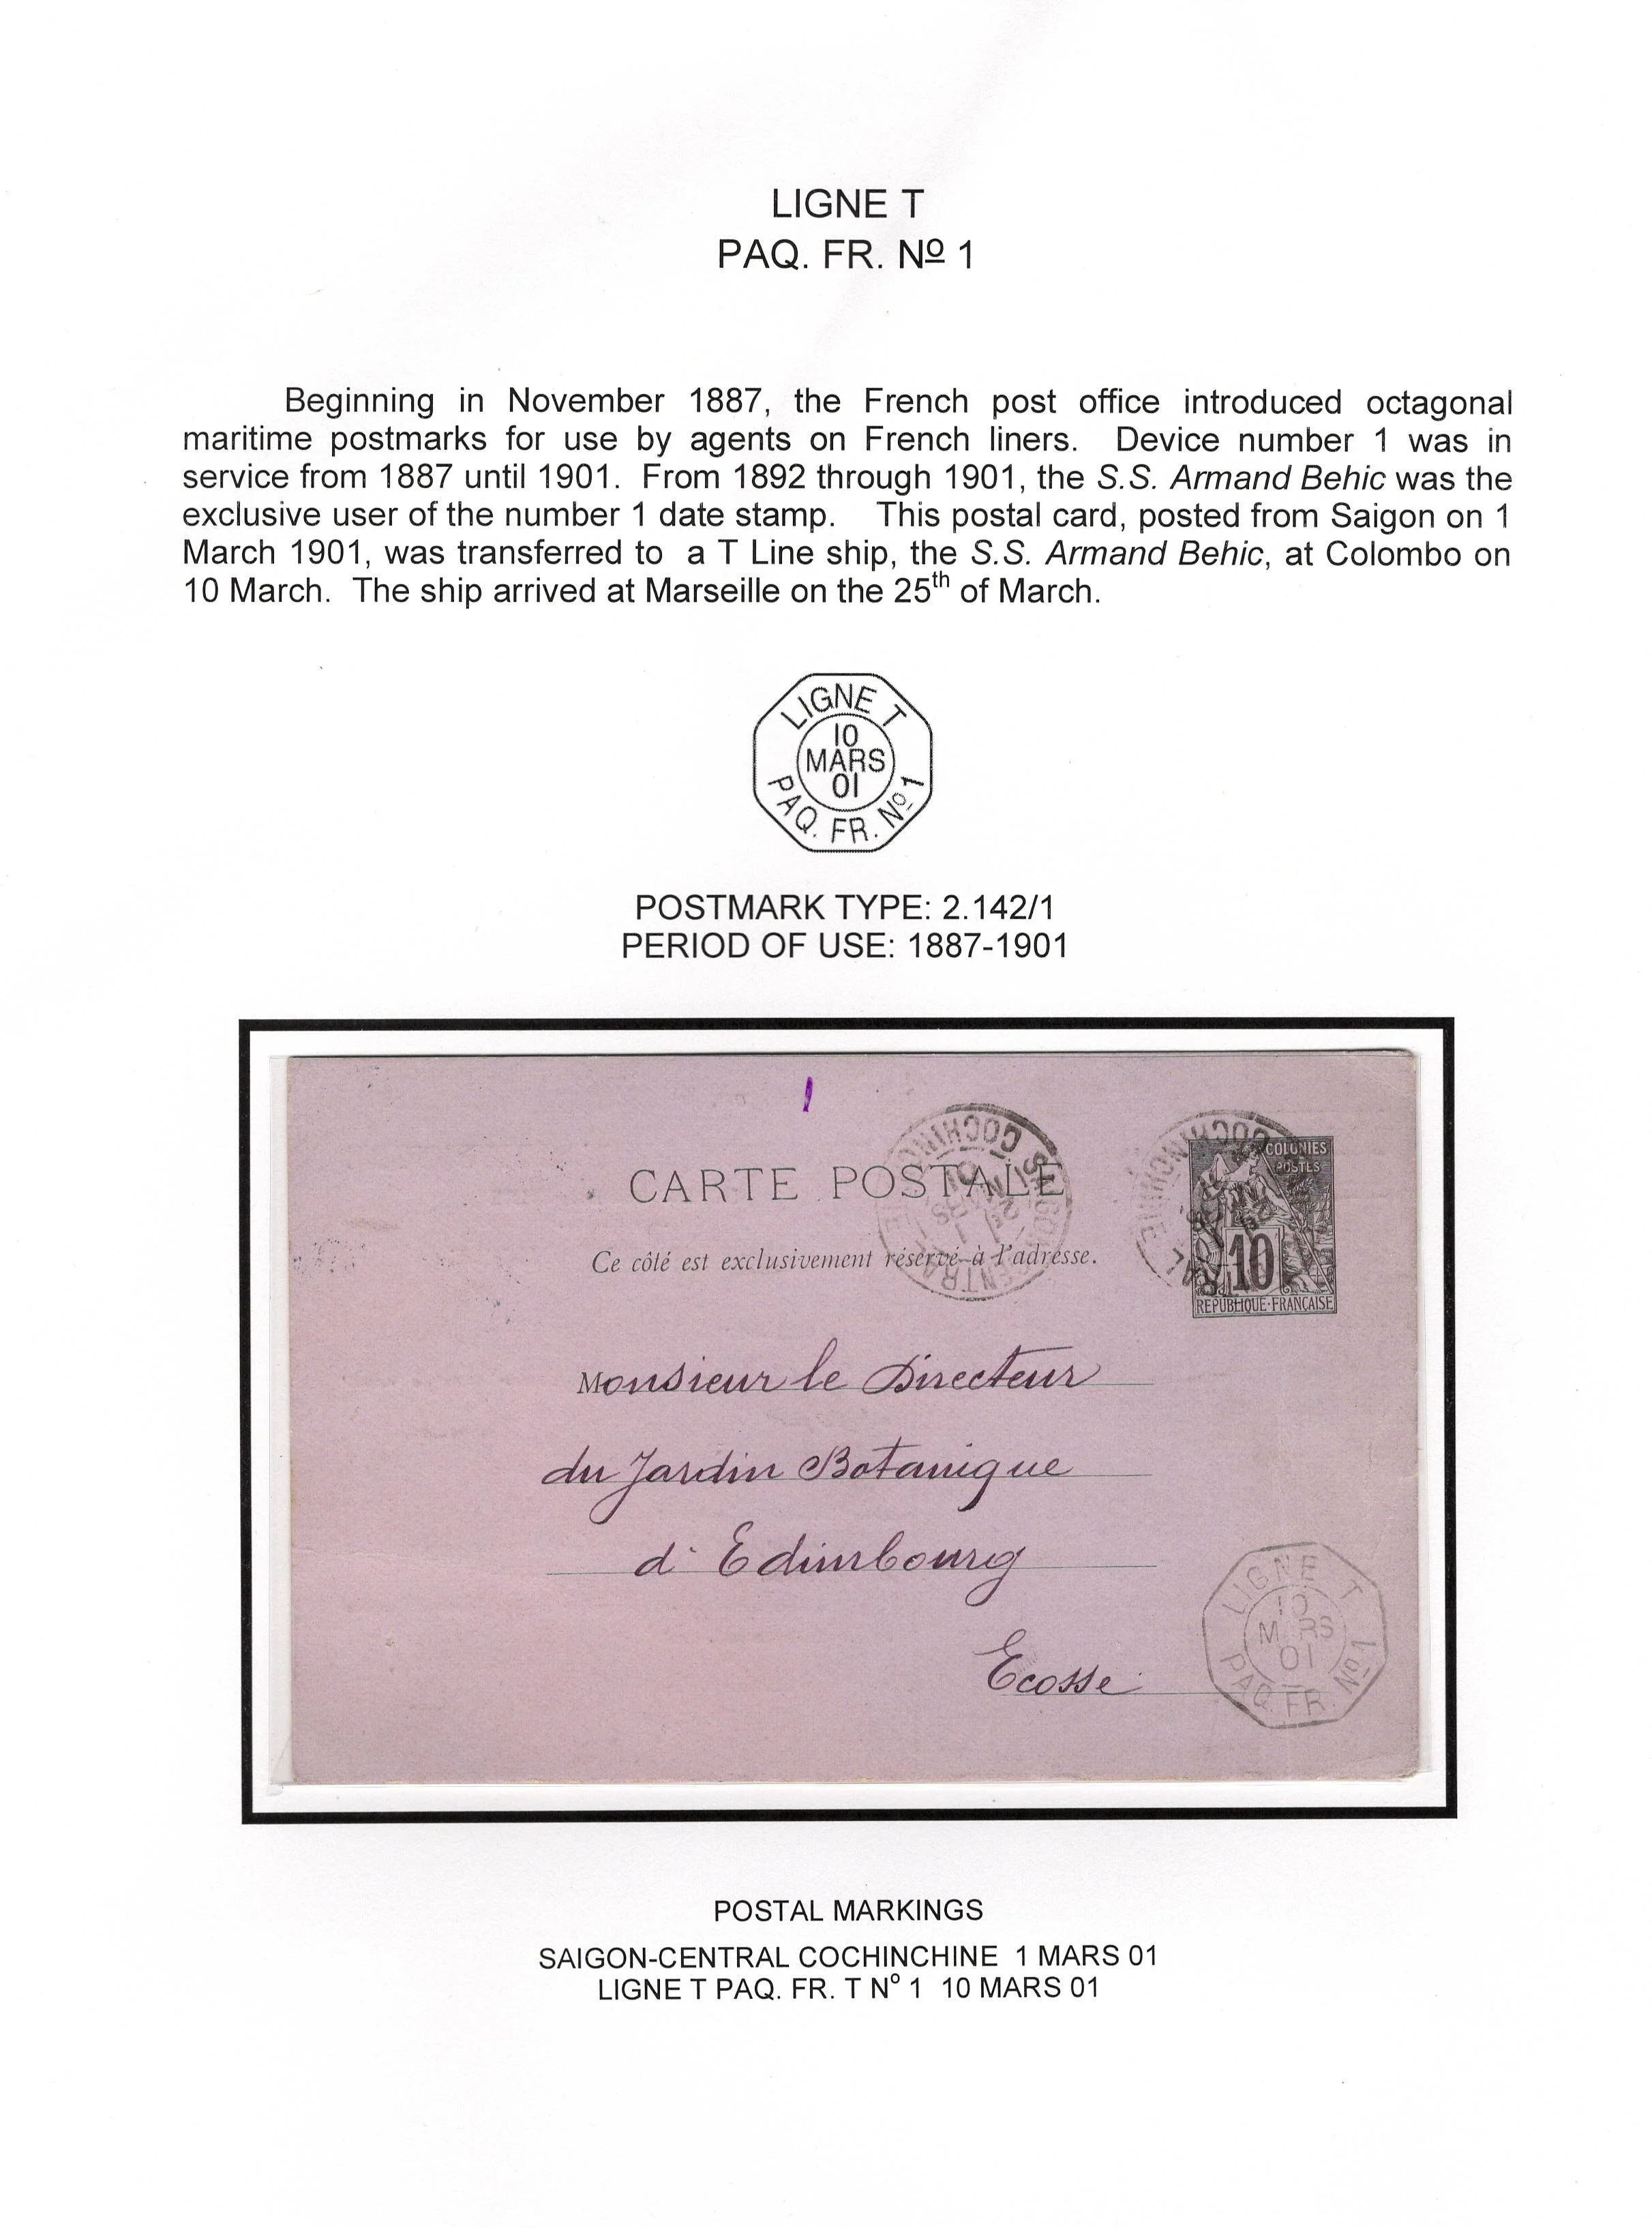 LIGNE T
PAQ. FR. Nº 1
Beginning in November 1887, the French post office introduced octagonal
maritime postmarks for use by agents on French liners. Device number 1 was in
service from 1887 until 1901. From 1892 through 1901, the S.S. Armand Behic was the
exclusive user of the number 1 date stamp. This postal card, posted from Saigon on 1
March 1901, was transferred to a T Line ship, the S.S. Armand Behic, at Colombo on
10 March. The ship arrived at Marseille on the 25th of March.
LIGNE T
10
MARS
01
PAQ. FR. Nº 1
POSTMARK TYPE: 2.142/1
PERIOD OF USE: 1887-1901
COCHINCHINE
SAIGON
COCHINCHINE
COLONIES
POSTES
10
REPUBLIQUE·FRANÇAISE
CARTE POSTALE
Ce côté est exclusivement réservé à l'adresse.
Monsieur le Directeur
du Jardin Botanique
d'Edimbourg
Ecosse
LIGNE T
10
MARS
01
PAQ. FR. Nº 1
POSTAL MARKINGS
SAIGON-CENTRAL COCHINCHINE 1 MARS 01
LIGNE T PAQ. FR. T Nº 1 10 MARS 01